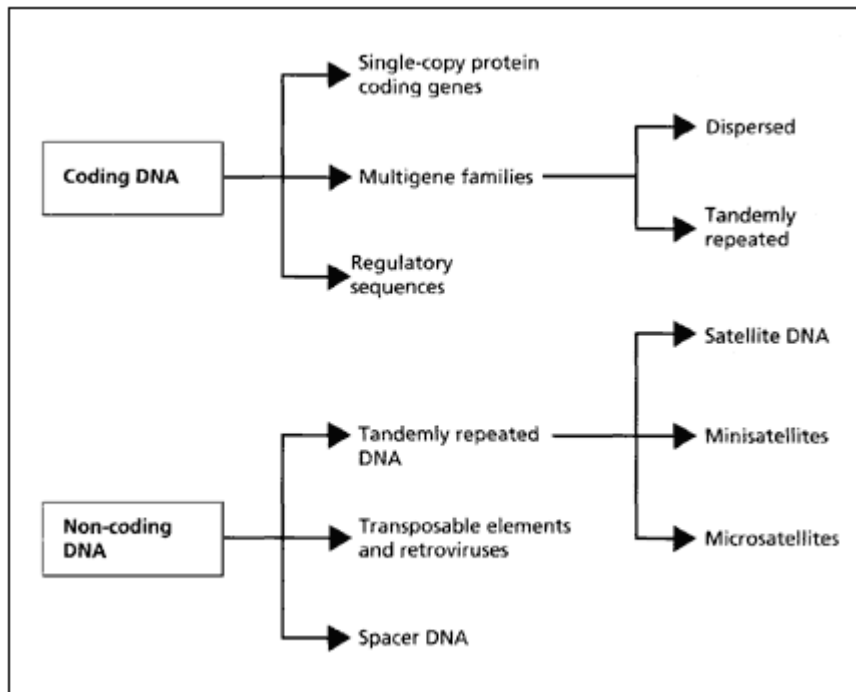 Single-copy protein
coding genes
Dispersed
Coding DNA
Multigene families
Tandemly
repeated
Regulatory
sequences
Satellite DNA
Tandemly repeated
DNA
Minisatellites
Non-coding
DNA
Transposable elements
and retroviruses
Microsatellites
Spacer DNA